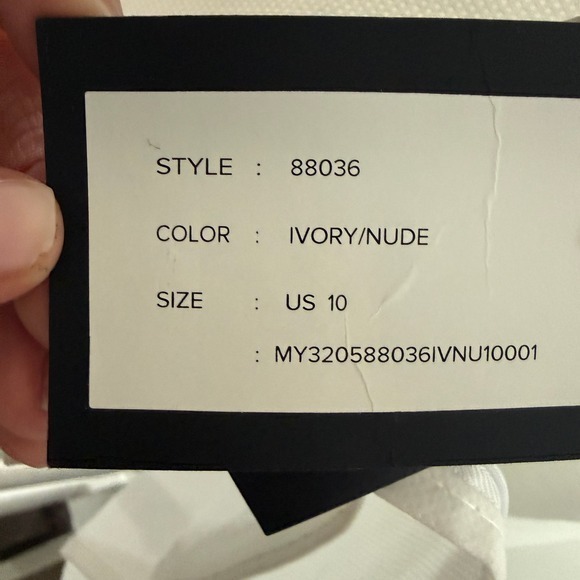 STYLE : 88036
COLOR : IVORY/NUDE
SIZE : US 10
: MY320588036IVNU10001